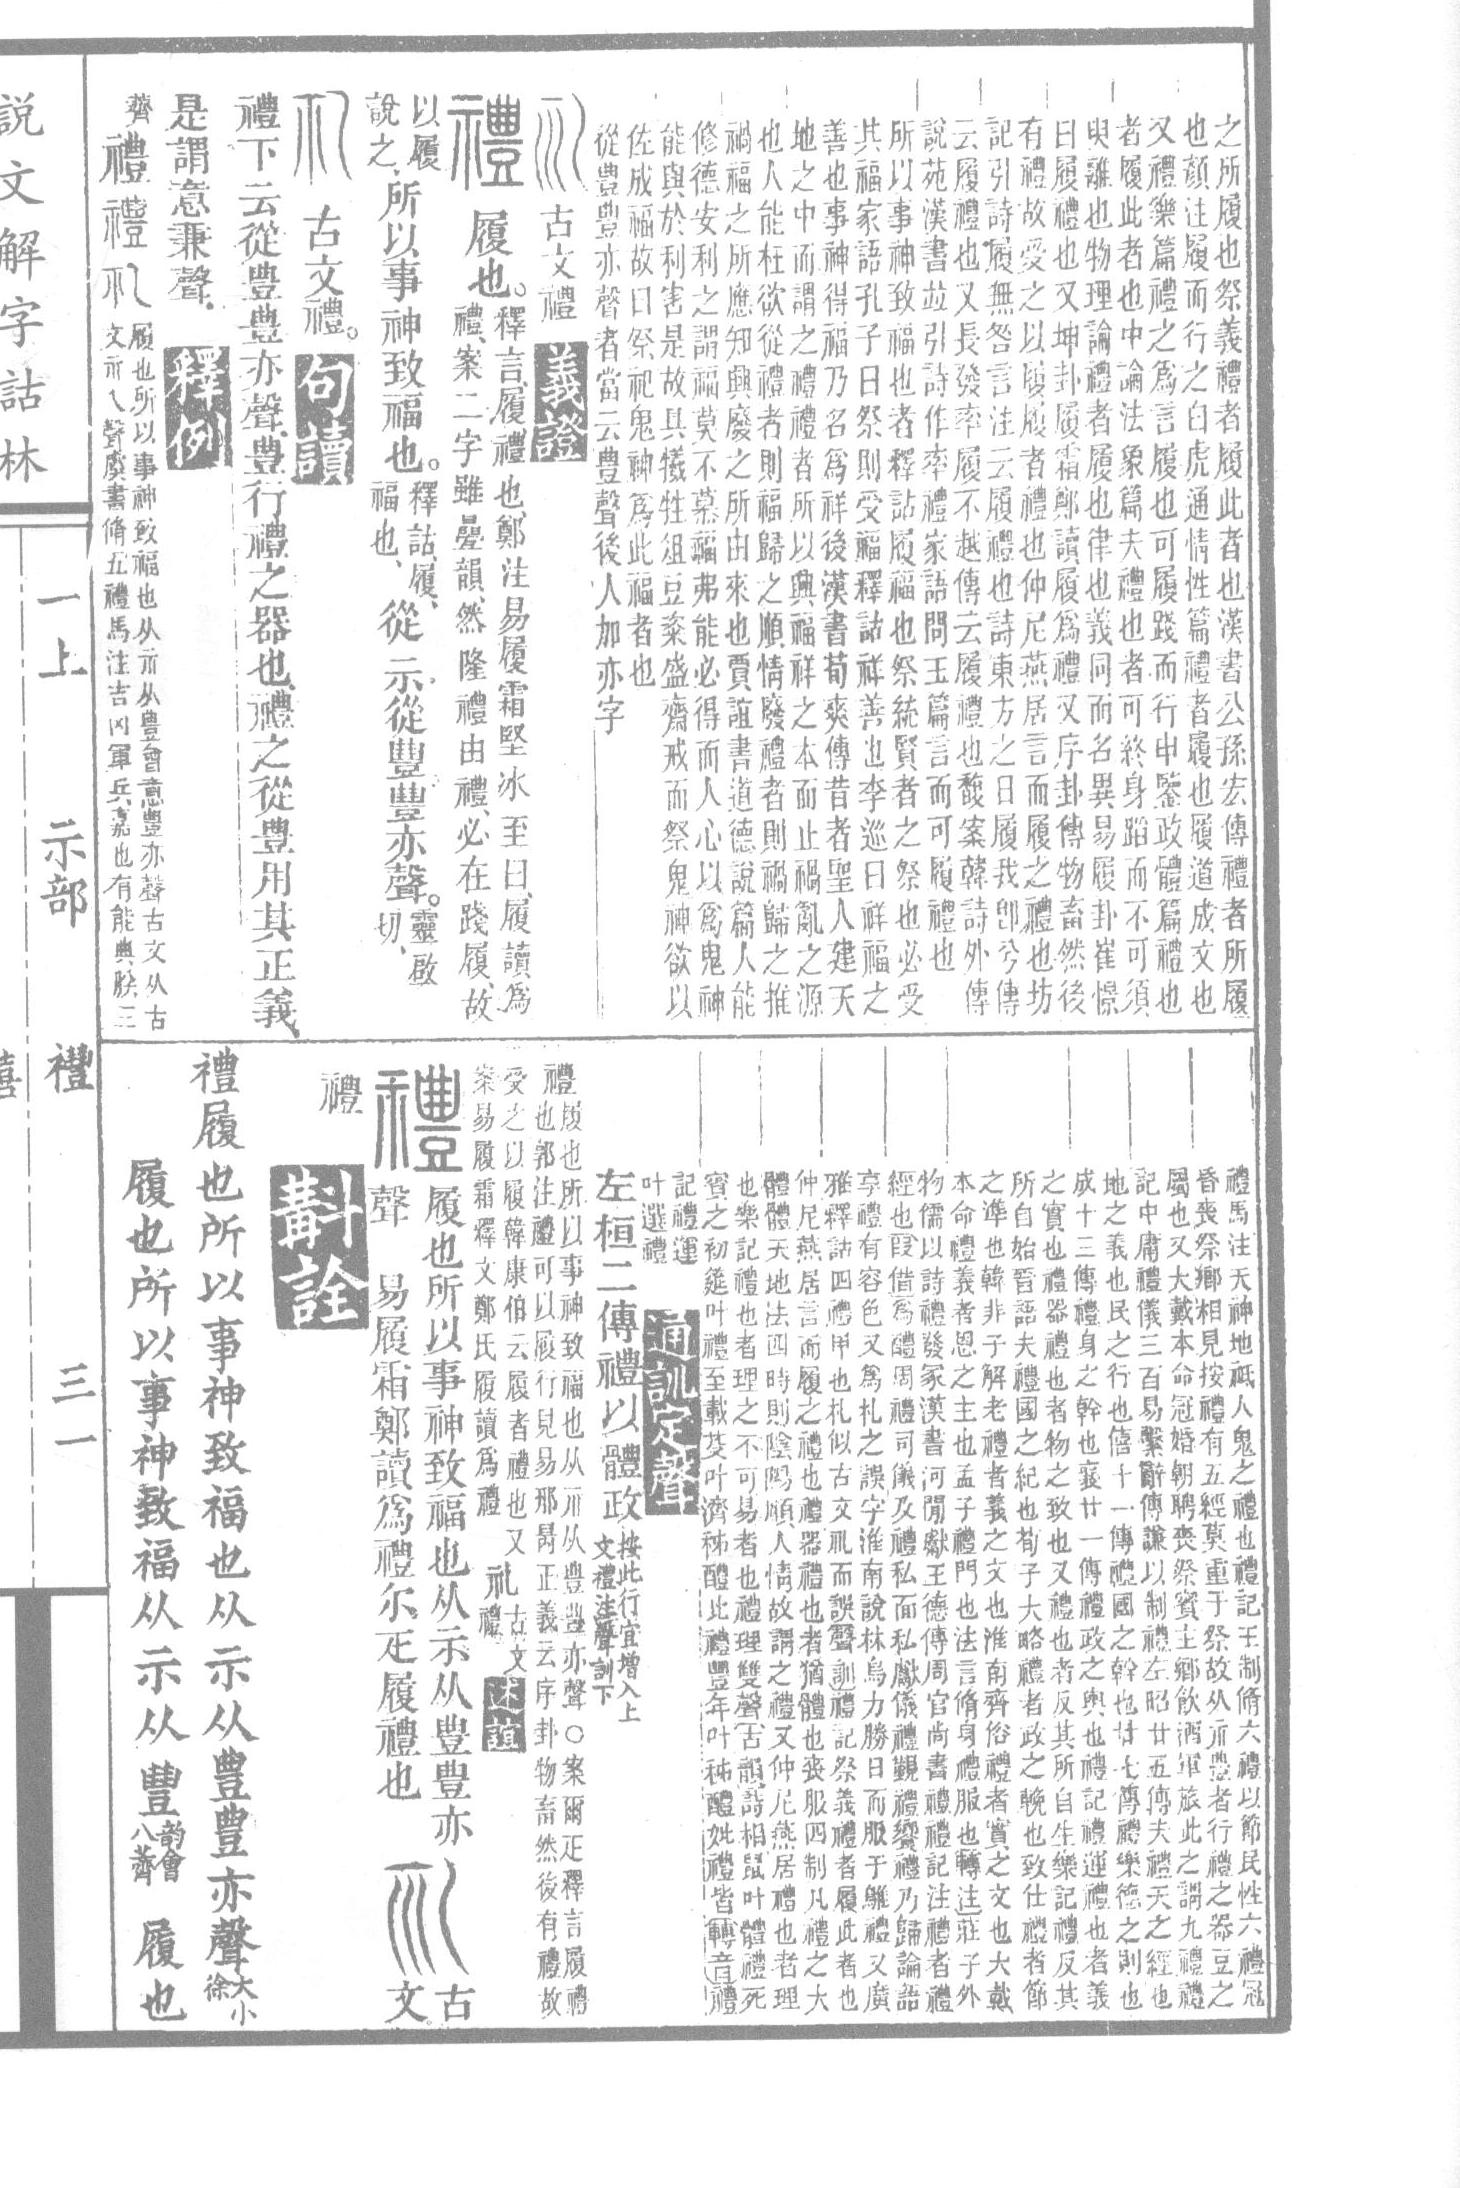 之所履也祭義禮者履此者也漢書公孫宏傳禮者所履
也顏注履而行之白虎通情性篇禮者履也履道成文也
又禮樂篇禮之為言履也可履踐而行申鑒政體篇禮也
者履此者也中論法象篇夫禮也者可終身蹈而不可須
臾離也物理論禮者履也律也義同而名異易履卦崔憬
曰履禮也又坤卦履霜鄭讀履爲禮又序卦傳物畜然後
有禮故受之以履履者禮也仲尼燕居言而履之禮也坊
記引詩履無咎言注云履禮也詩東方之日履我即兮傳
云履禮也又長發率履不越傳云履禮也馥案韓詩外傳
說苑漢書竝引詩作率禮家語問玉篇言而可履禮也
所以事神致福也者釋詁履福也祭統賢者之祭也必受
其福家語孔子曰祭則受福釋詁祥善也李巡曰祥福之
善也事神得福乃名爲祥後漢書荀爽傳昔者聖人建天
地之中而謂之禮禮者所以興福祥之本而止禍亂之源
也人能枉欲從禮者則福歸之順情廢禮者則禍歸之推
禍福之所應知興廢之所由來也賈誼書道德說篇人能
修德安利之謂福莫不慕福弗能必得而人心以爲鬼神
能與於利害是故具犧牲俎豆粢盛齋戒而祭鬼神欲以
佐成福故曰祭祀鬼神爲此福者也
從豊豊亦聲者當云豊聲後人加亦字
古文禮 義證
禮 履也。釋言、履禮也、鄭注易履霜堅冰至曰、履讀爲禮、案二字雖曡韻、然隆禮由禮、必在踐履、故
以履說之、所以事神致福也。釋詁、履、福也、從示從豊豊亦聲。靈啟切、
古文禮。 句讀
禮下云從豊豊亦聲、豊行禮之器也、禮之從豊用其正義
是謂意兼聲、 釋例
薺 禮 禮 履也所以事神致福也从示从豊會意豊亦聲古文从古文示乀聲虞書脩五禮馬注吉凶軍兵嘉也有能典朕三
禮馬注天神地祇人鬼之禮也禮記王制脩六禮以節民性六禮冠
昏喪祭鄉相見按禮有五經莫重于祭故从示豊者行禮之器豆之
屬也又大戴本命冠婚朝聘喪祭賓主鄉飲酒軍旅此之謂九禮禮
記中庸禮儀三百易繫辭傳謙以制禮左昭廿五傳夫禮天之經也
地之義也民之行也僖十一傳禮國之幹也廿七傳禮樂德之則也
成十三傳禮身之幹也襄廿一傳禮政之輿也禮記禮運禮也者義
之實也禮器禮也者物之致也又禮也者反其所自生樂記禮反其
所自始晉語夫禮國之紀也荀子大略禮者政之輓也致仕禮者節
之準也韓非子解老禮者義之文也淮南齊俗禮者實之文也大戴
本命禮義者恩之主也孟子禮門也法言脩身禮服也轉注莊子外
物儒以詩禮發冢漢書河閒獻王德傳周官尚書禮禮記注禮者禮
經也假借爲醴周禮司儀及禮私面私獻儀禮覲禮饗禮乃歸論語
享禮有容色又爲札之誤字淮南說林烏力勝日而服于鵻禮又廣
雅釋詁四禮甲也札似古文礼而誤聲訓禮記祭義禮者履此者也
仲尼燕居言而履之禮也禮器禮也者猶體也喪服四制凡禮之大
體體天地法四時則陰陽順人情故謂之禮又仲尼燕居禮也者理
也樂記禮也者理之不可易者也禮理雙聲古韻詩相鼠叶體禮死
賓之初筵叶禮至載芟叶濟秭醴妣禮豐年叶秭醴妣禮皆轉音禮
記禮運
叶選禮 通訓定聲
左桓二傳禮以體政按此行宜增入上文禮注聲訓下
禮履也所以事神致福也从示从豊豊亦聲○案爾疋釋言履禮
禮也郭注禮可以履行見易邢昺正義云序卦物畜然後有禮故
受之以履韓康伯云履者禮也又 礼 古文禮 述誼
案易履霜釋文鄭氏履讀爲禮
禮 履也所以事神致福也从示从豊豊亦聲 易履霜鄭讀爲禮尒疋履禮也 古文
禮 斠詮
禮履也所以事神致福也从示从豊豊亦聲大小徐
履也所以事神致福从示从豊韵會八薺 履也
說文解字詁林
一上 示部 禮 三一